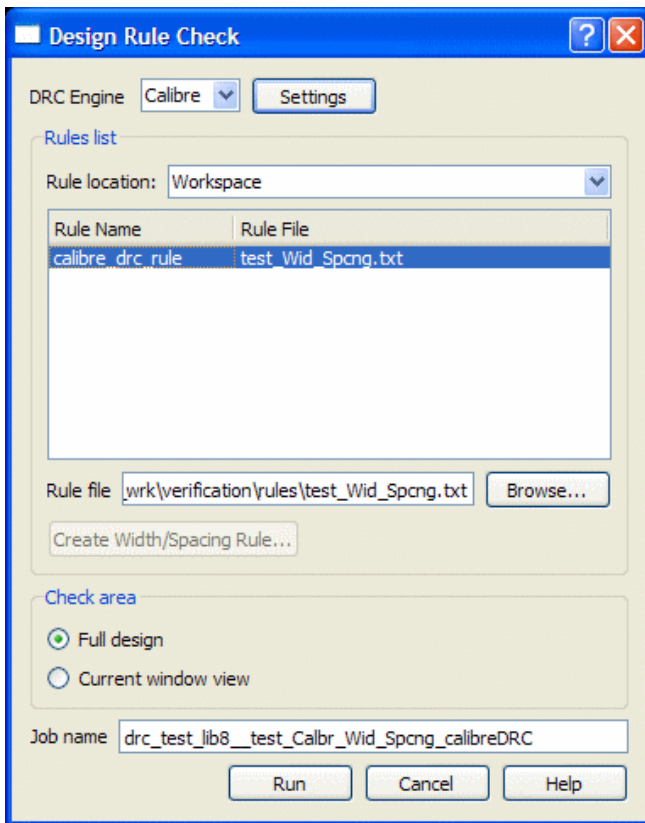 Design Rule Check
DRC Engine Calibre Settings
Rules list
Rule location: Workspace
Rule Name Rule File
calibre_drc_rule test_Wid_Spcng.txt
Rule file _wrk\verification\rules\test_Wid_Spcng.txt Browse...
Create Width/Spacing Rule...
Check area
Full design
Current window view
Job name drc_test_lib8__test_Calbr_Wid_Spcng_calibreDRC
Run Cancel Help